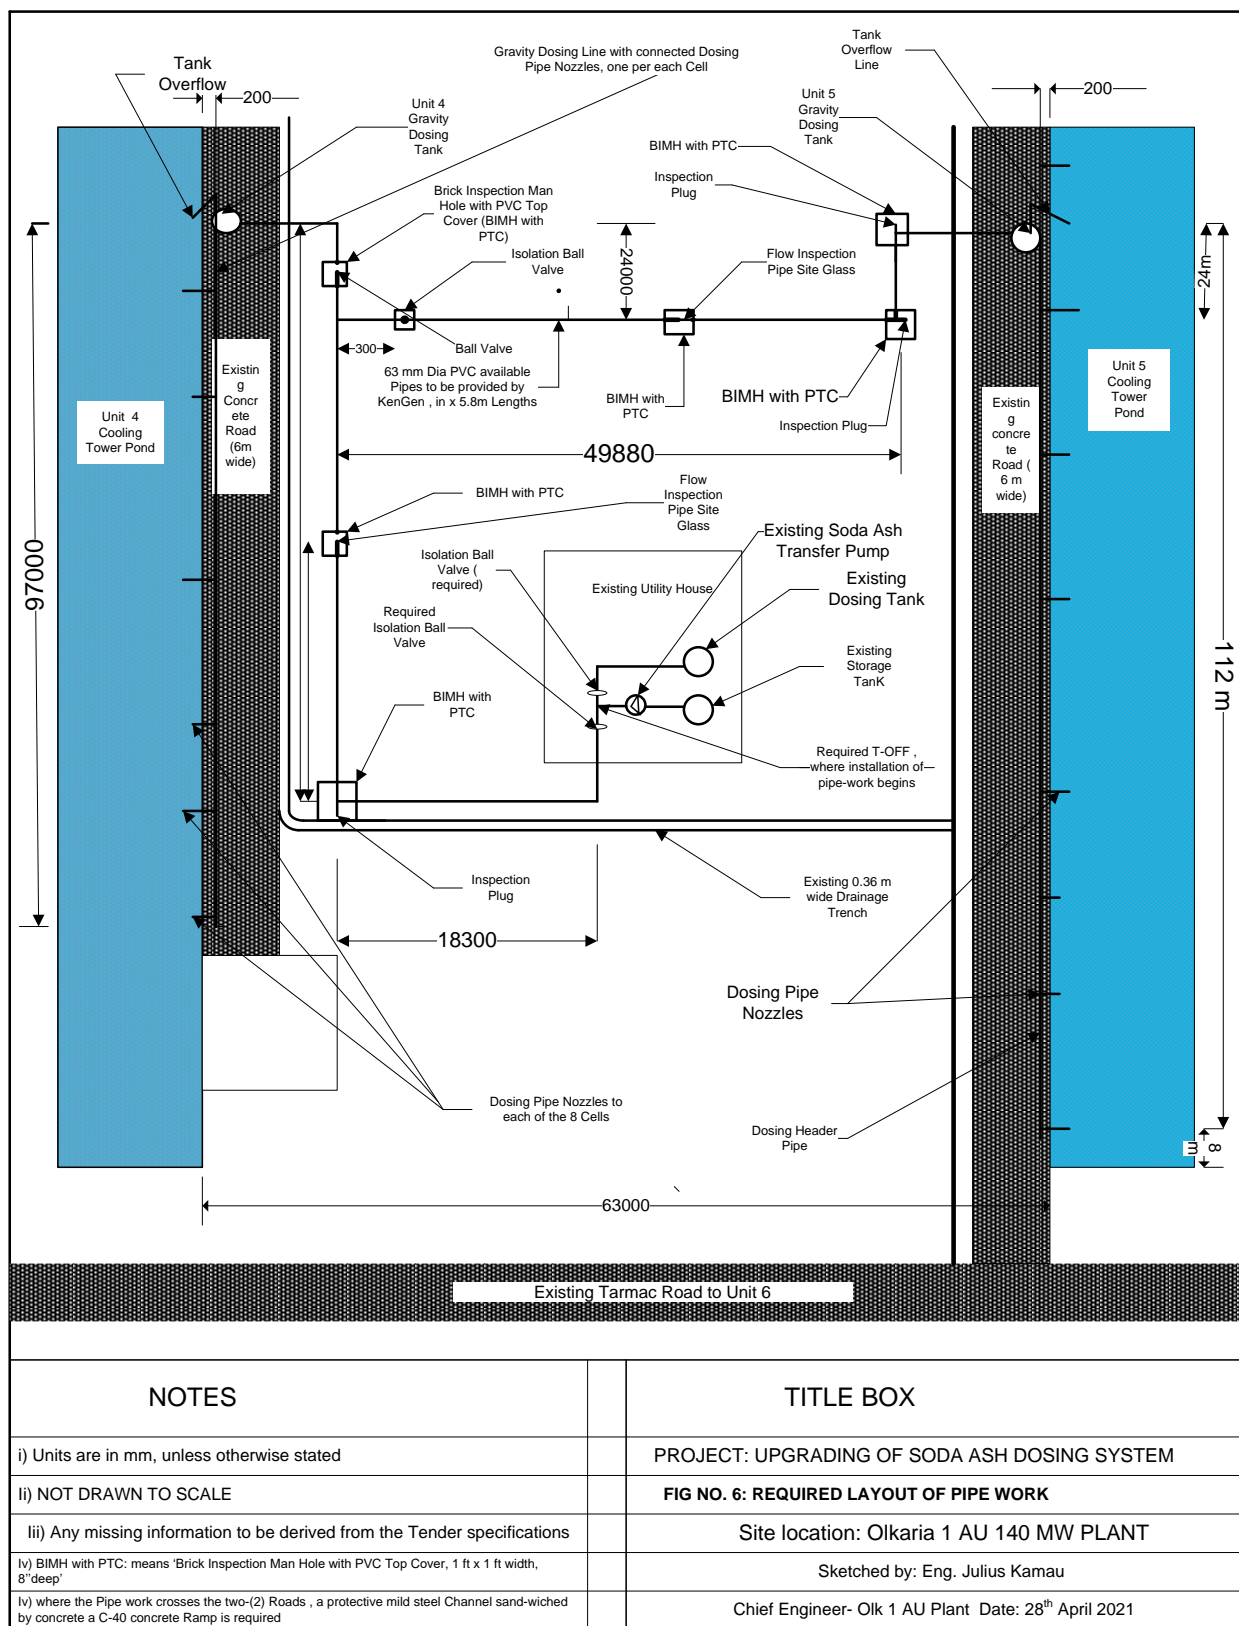 Tank
Overflow
200
Gravity Dosing Line with connected Dosing
Pipe Nozzles, one per each Cell
Tank
Overflow
Line
200
Unit 4
Gravity
Dosing
Tank
Unit 5
Gravity
Dosing
Tank
BIMH with PTC
Inspection
Plug
Brick Inspection Man
Hole with PVC Top
Cover (BIMH with
PTC)
Isolation Ball
Valve
24000
Flow Inspection
Pipe Site Glass
24m
300
Ball Valve
63 mm Dia PVC available
Pipes to be provided by
KenGen , in x 5.8m Lengths
BIMH with
PTC
BIMH with PTC
Inspection Plug
Existin
g
Concr
ete
Road
(6m
wide)
Unit 4
Cooling
Tower Pond
Existin
g
concre
te
Road (
6 m
wide)
Unit 5
Cooling
Tower
Pond
49880
BIMH with PTC
Flow
Inspection
Pipe Site
Glass
97000
Isolation Ball
Valve (
required)
Existing Soda Ash
Transfer Pump
Existing Utility House
Existing
Dosing Tank
Required
Isolation Ball
Valve
Existing
Storage
TanK
112 m
BIMH with
PTC
Required T-OFF ,
where installation of
pipe-work begins
Inspection
Plug
Existing 0.36 m
wide Drainage
Trench
18300
Dosing Pipe
Nozzles
Dosing Pipe Nozzles to
each of the 8 Cells
Dosing Header
Pipe
8
m
63000
Existing Tarmac Road to Unit 6
NOTES
i) Units are in mm, unless otherwise stated
Ii) NOT DRAWN TO SCALE
Iii) Any missing information to be derived from the Tender specifications
Iv) BIMH with PTC: means ‘Brick Inspection Man Hole with PVC Top Cover, 1 ft x 1 ft width,
8’’deep’
Iv) where the Pipe work crosses the two-(2) Roads , a protective mild steel Channel sand-wiched
by concrete a C-40 concrete Ramp is required
TITLE BOX
PROJECT: UPGRADING OF SODA ASH DOSING SYSTEM
FIG NO. 6: REQUIRED LAYOUT OF PIPE WORK
Site location: Olkaria 1 AU 140 MW PLANT
Sketched by: Eng. Julius Kamau
Chief Engineer- Olk 1 AU Plant Date: 28th April 2021